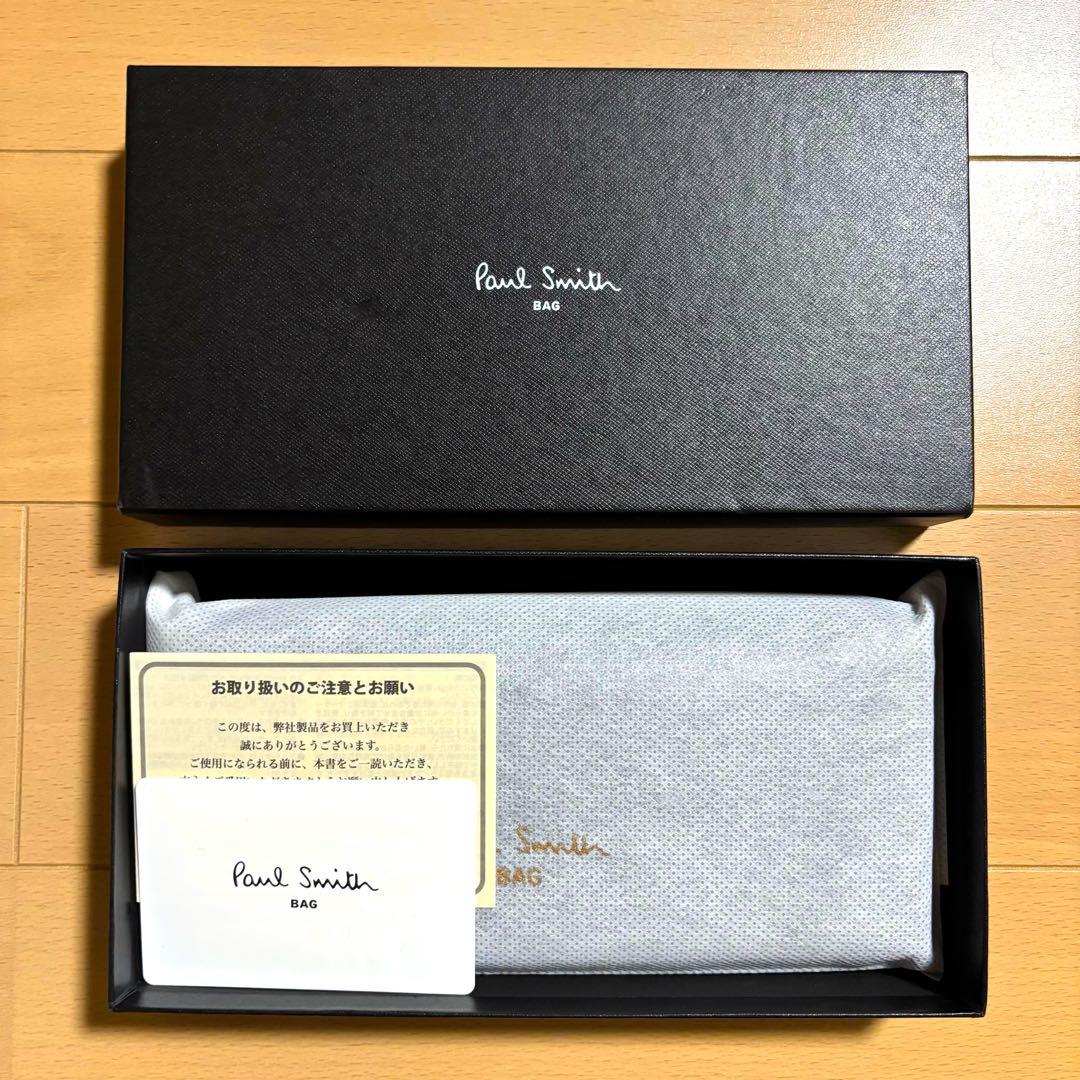 Paul Smith
BAG
お取り扱いのご注意とお願い
この度は、弊社製品をお買上いただき
誠にありがとうございます。
ご使用になられる前に、本書をご一読いただき、
Smith
BAG
Paul Smith
BAG